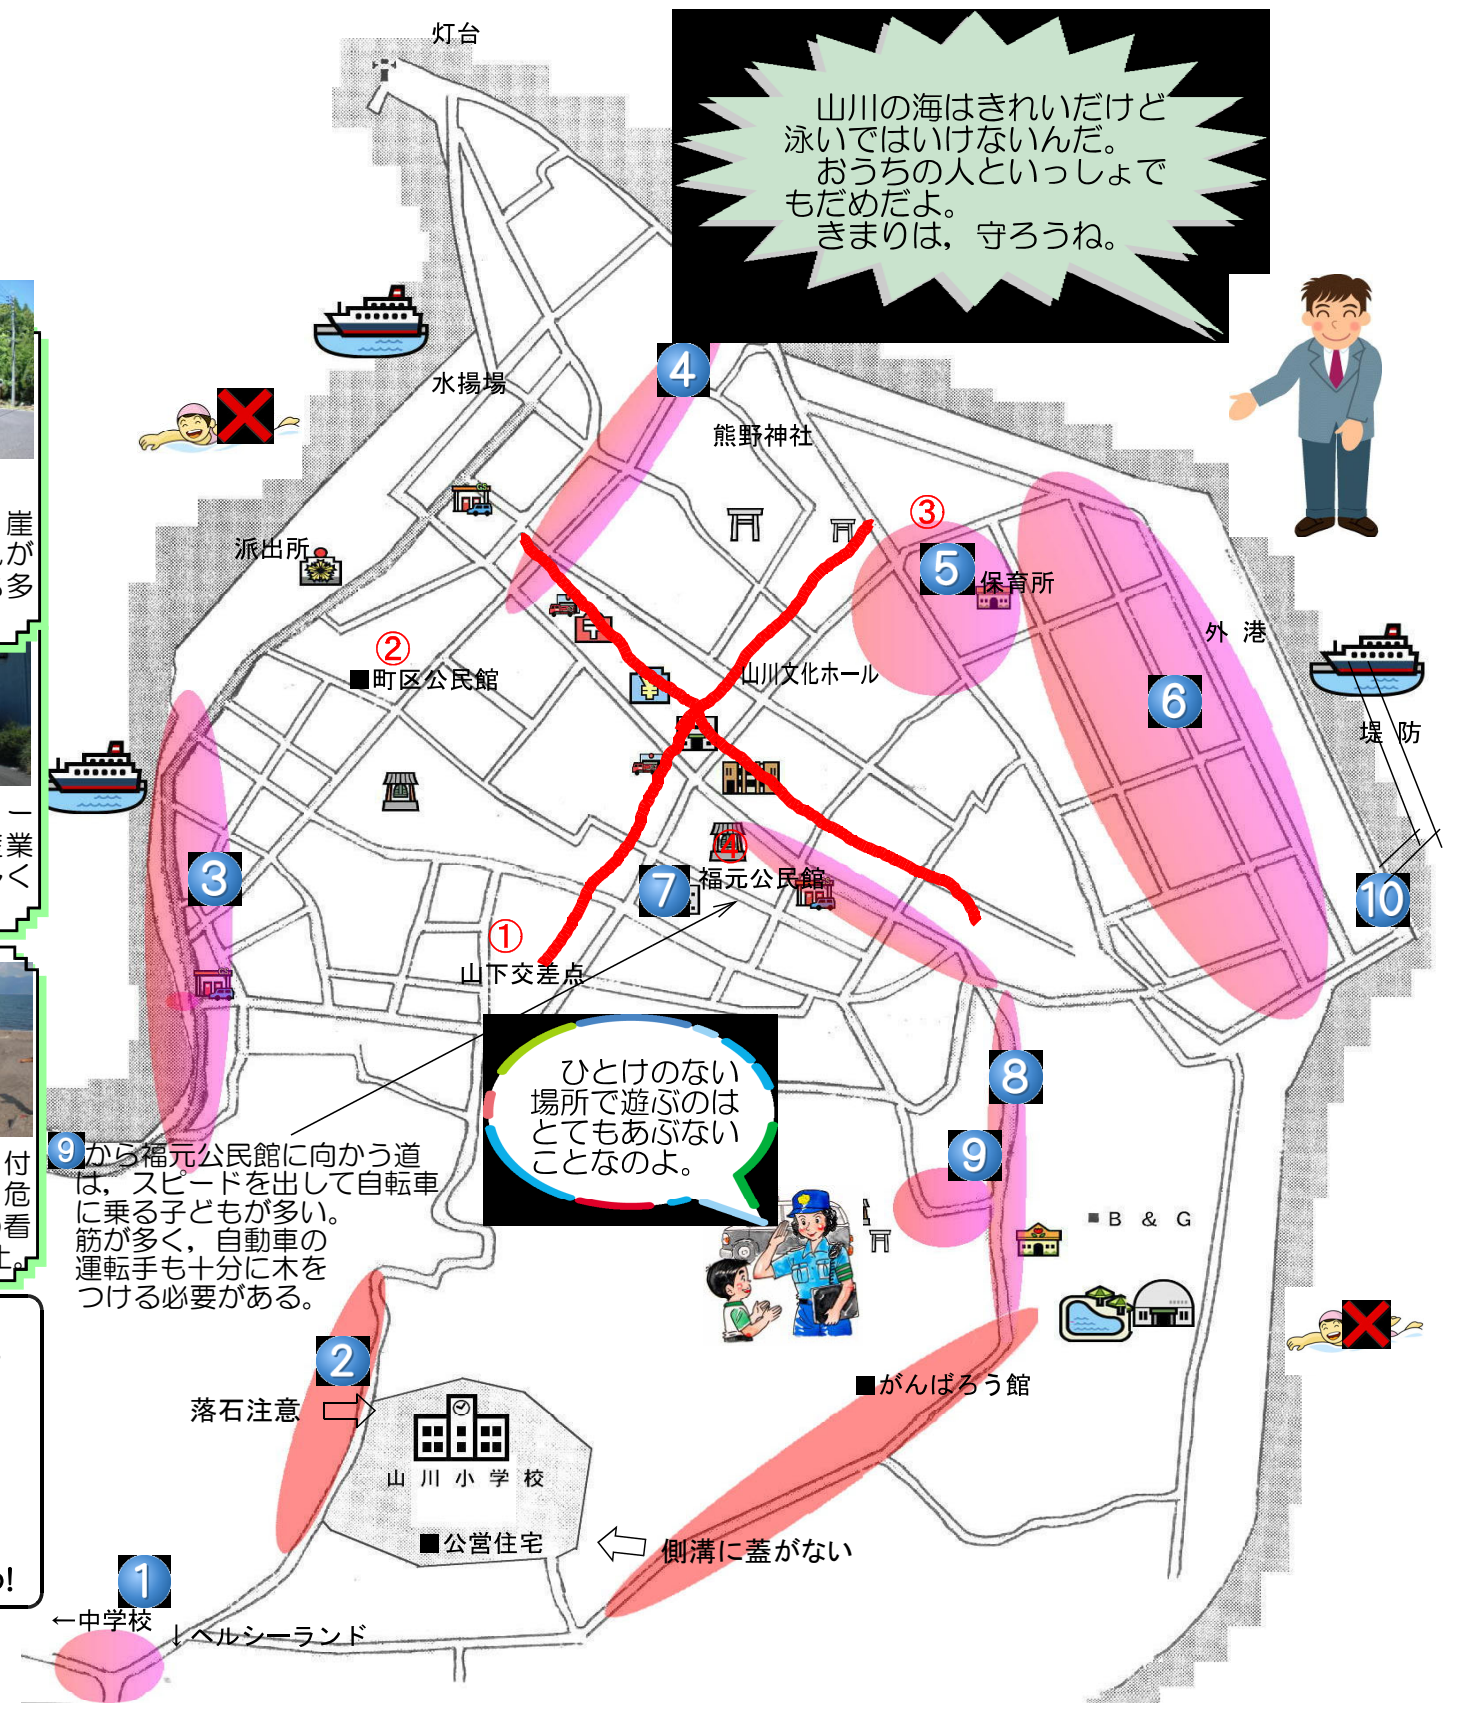 灯台
山川の海はきれいだけど
泳いではいけないんだ。
おうちの人といっしょで
もだめだよ。
きまりは，守ろうね。
4
水揚場
熊野神社
③
崖
が
多
派出所
5
保育所
外 港
②
■町区公民館
山川文化ホール
6
堤 防
ー
業
く
3
④
7
福元公民館
10
①
山下交差点
ひとけのない
場所で遊ぶのは
とてもあぶない
ことなのよ。
8
9
付
危
看
9から福元公民館に向かう道
は，スピードを出して自転車
に乗る子どもが多い。
筋が多く，自動車の
運転手も十分に木を
つける必要がある。
■B & G
2
落石注意
■がんばろう館
山川小学校
■公営住宅
側溝に蓋がない
1
←中学校
↓ヘルシーランド